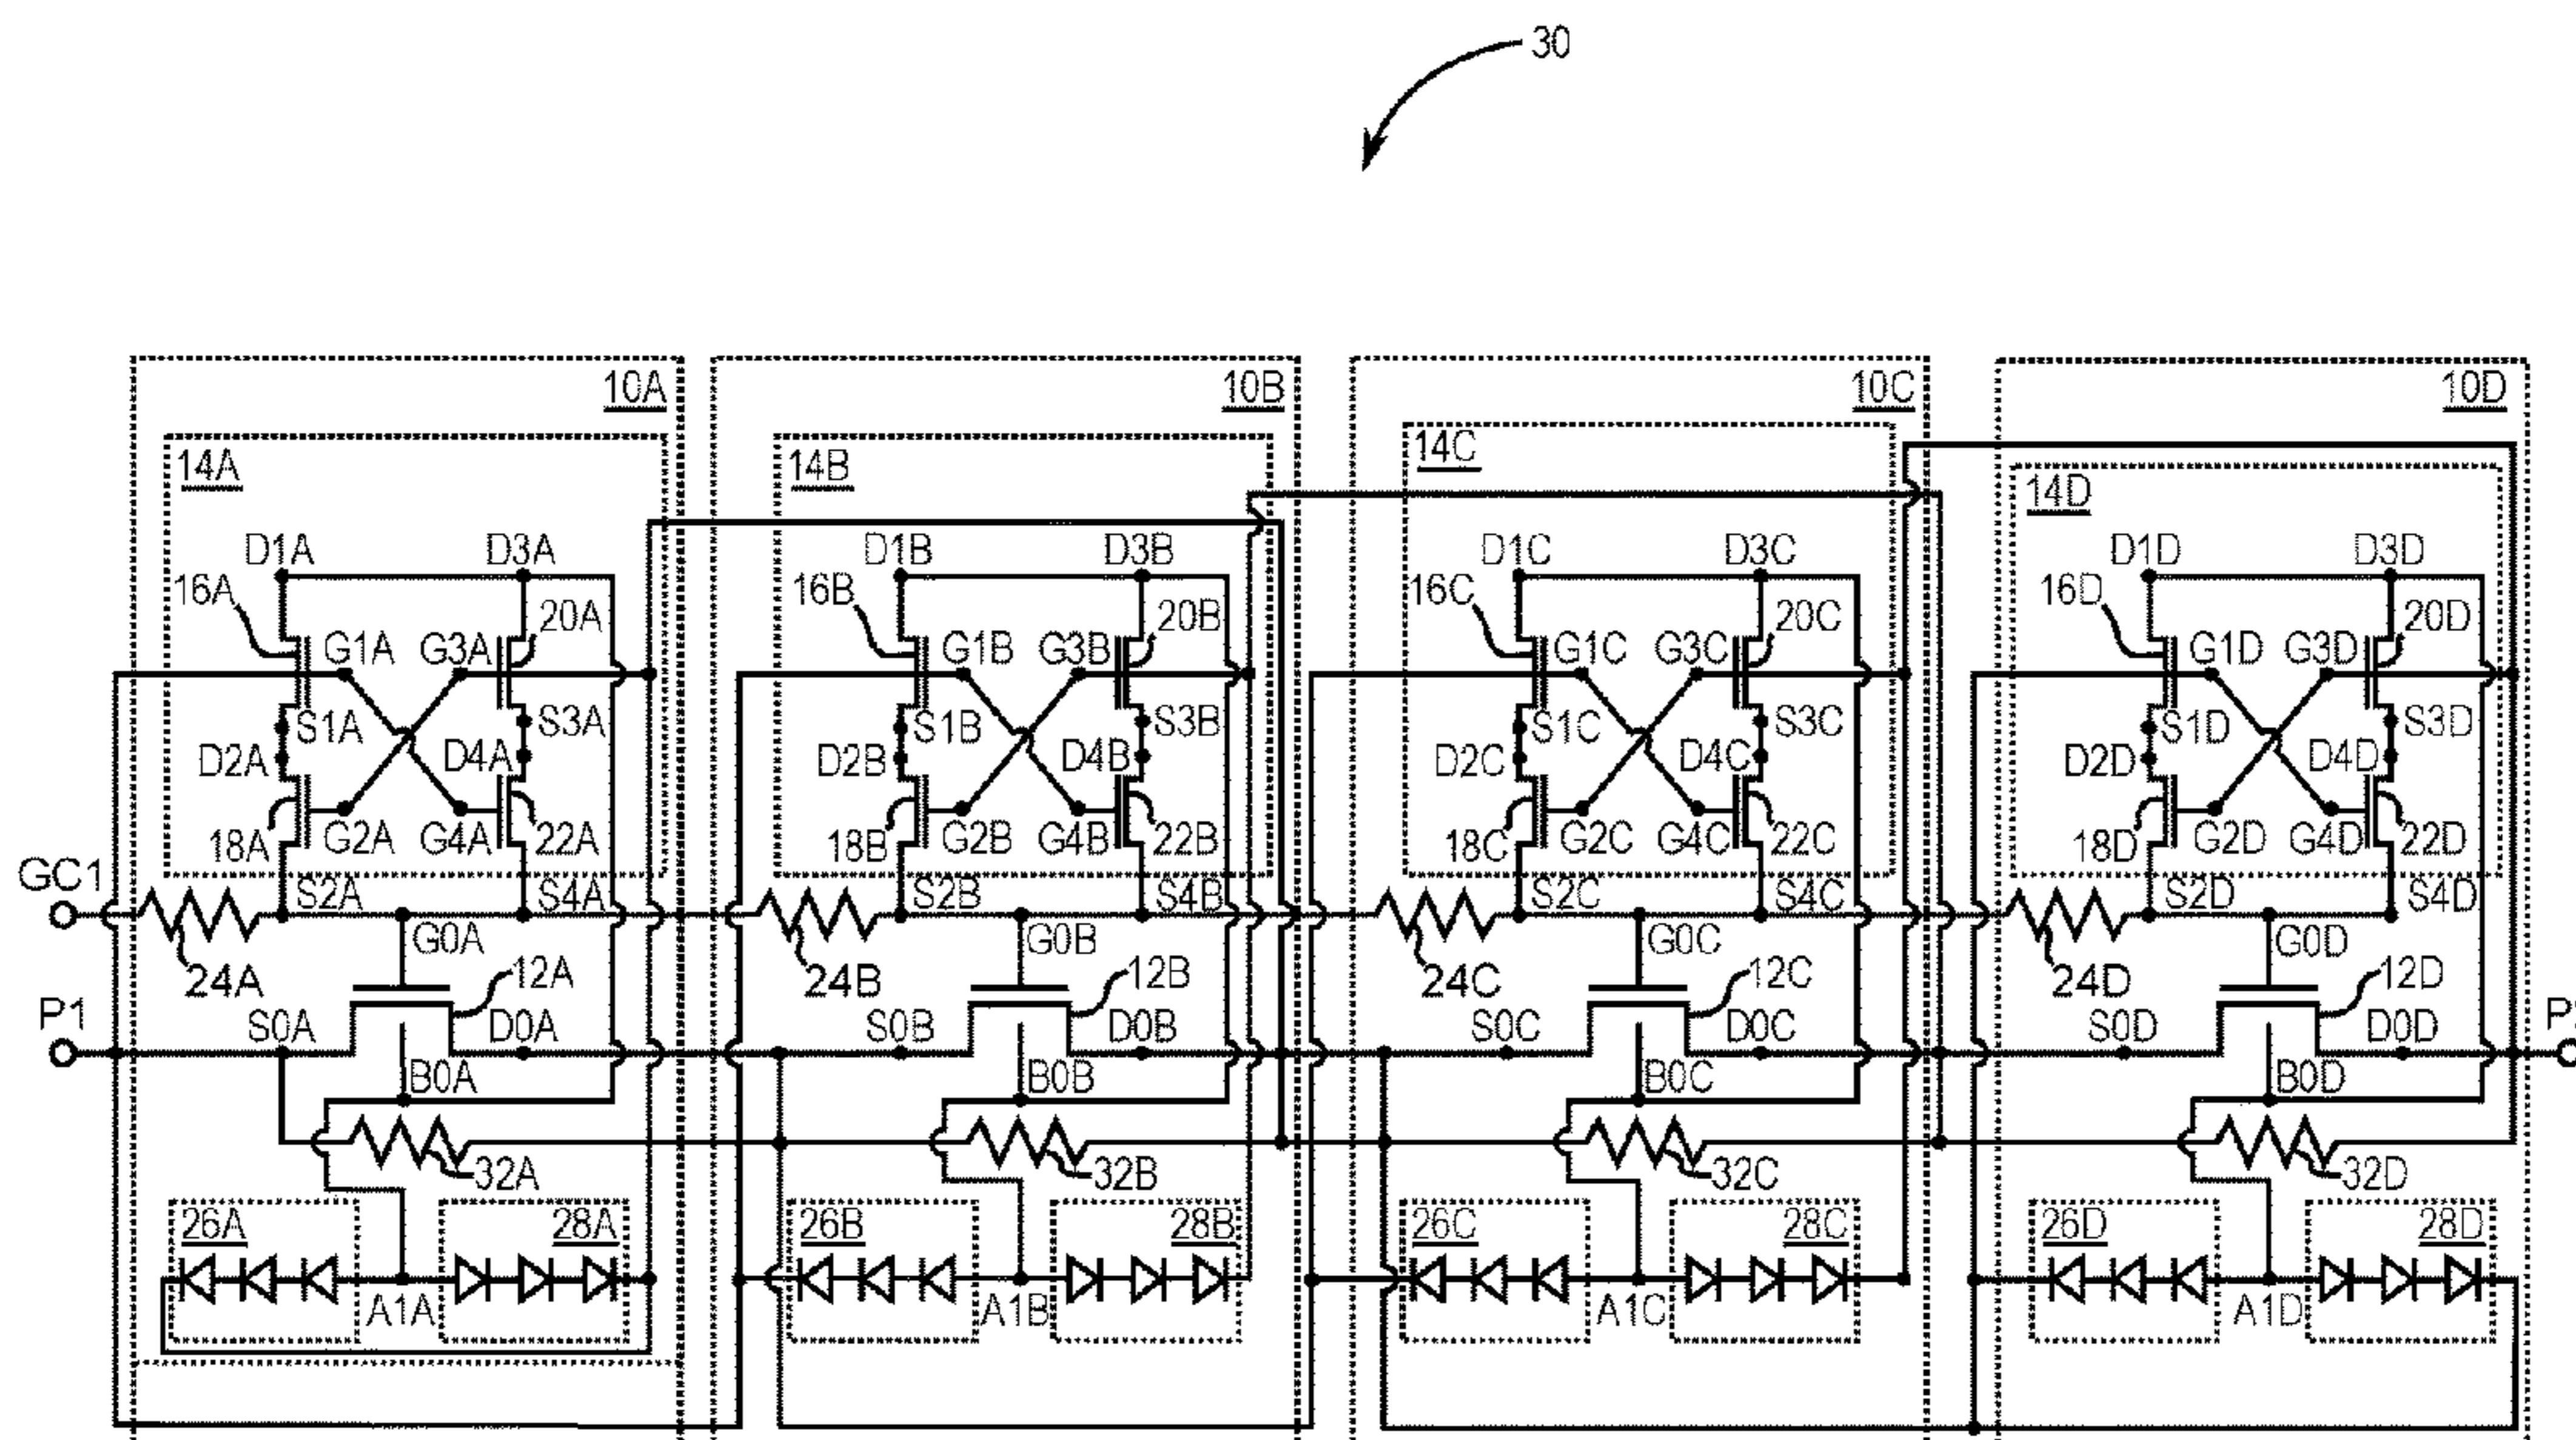 30
10A 10B 10C 10D
14A 14B 14C 14D
D1A D3A D1B D3B D1C D3C D1D D3D
16A 20A 16B 20B 16C 20C 16D 20D
G1A G3A G1B G3B G1C G3C G1D G3D
S1A S3A S1B S3B S1C S3C S1D S3D
D2A D4A D2B D4B D2C D4C D2D D4D
18A G2A G4A 22A 18B G2B G4B 22B 18C G2C G4C 22C 18D G2D G4D 22D
GC1 S2A S4A S2B S4B S2C S4C S2D S4D
G0A G0B G0C G0D
24A 12A 24B 12B 24C 12C 24D 12D
P1 S0A D0A S0B D0B S0C D0C S0D D0D
B0A B0B B0C B0D
32A 32B 32C 32D
26A 28A 26B 28B 26C 28C 26D 28D
A1A A1B A1C A1D